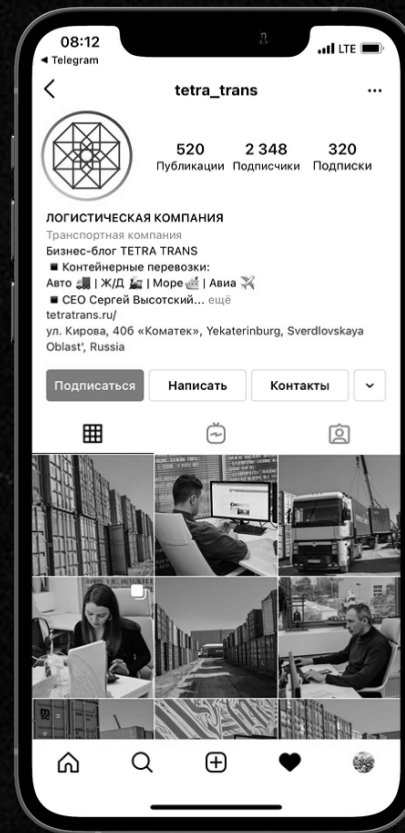 08:12
LTE
◄ Telegram
tetra_trans
520 2 348 320
Публикации Подписчики Подписки
ЛОГИСТИЧЕСКАЯ КОМПАНИЯ
Транспортная компания
Бизнес-блог TETRA TRANS
■ Контейнерные перевозки:
Авто 🚛 | Ж/Д 🚂 | Море 🚢 | Авиа ✈️
■ CEO Сергей Высотский... ещё
tetratrans.ru/
ул. Кирова, 40б «Коматек», Yekaterinburg, Sverdlovskaya
Oblast', Russia
Подписаться Написать Контакты